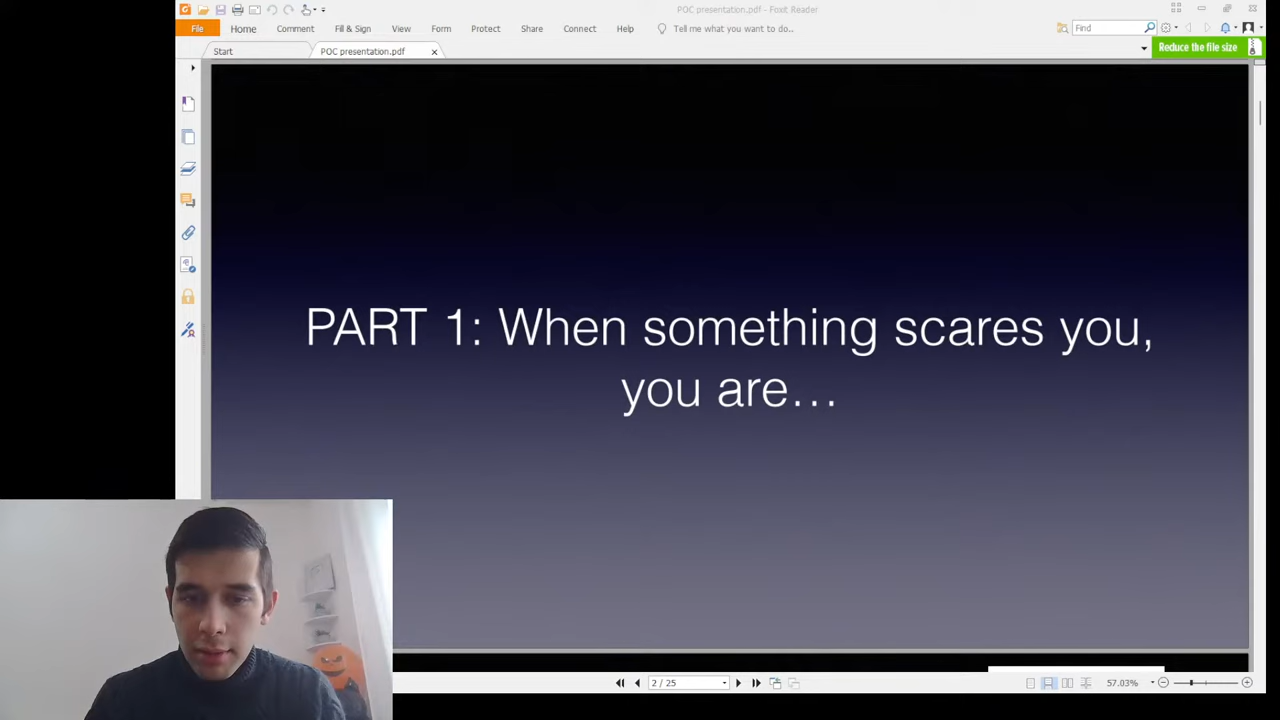 POC presentation.pdf - Foxit Reader
File Home Comment Fill & Sign View Form Protect Share Connect Help Tell me what you want to do.. Find
Start POC presentation.pdf Reduce the file size
PART 1: When something scares you,
you are...
2 / 25 57.03%